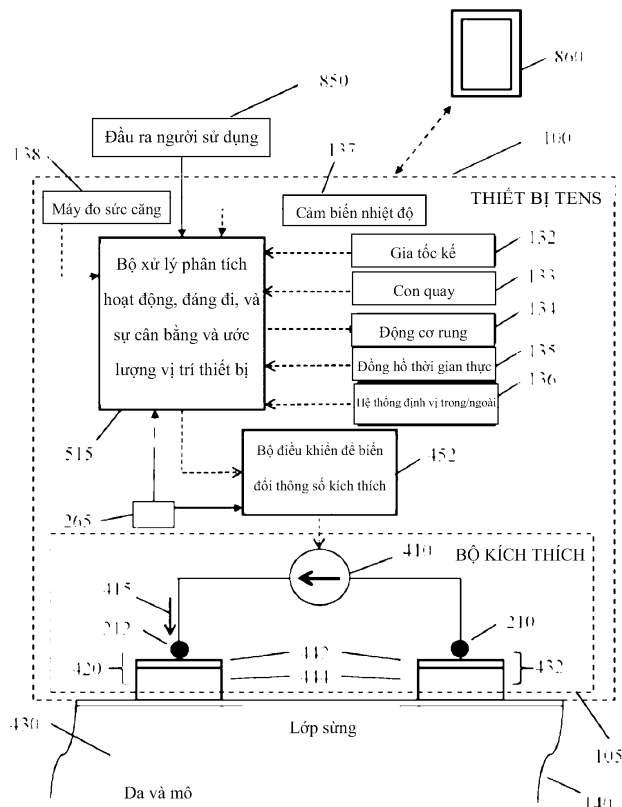 860
850
Đầu ra người sử dụng
138
137
100
THIẾT BỊ TENS
Máy đo sức căng
Cảm biến nhiệt độ
Bộ xử lý phân tích
hoạt động, dáng đi, và
sự cân bằng và ước
lượng vị trí thiết bị
Gia tốc kế
132
Con quay
133
Động cơ rung
134
Đồng hồ thời gian thực
135
Hệ thống định vị trong/ngoài
136
515
Bộ điều khiển để biến
đổi thông số kích thích
452
265
410
BỘ KÍCH THÍCH
415
212
210
420
442
444
432
430
Lớp sừng
105
Da và mô
140